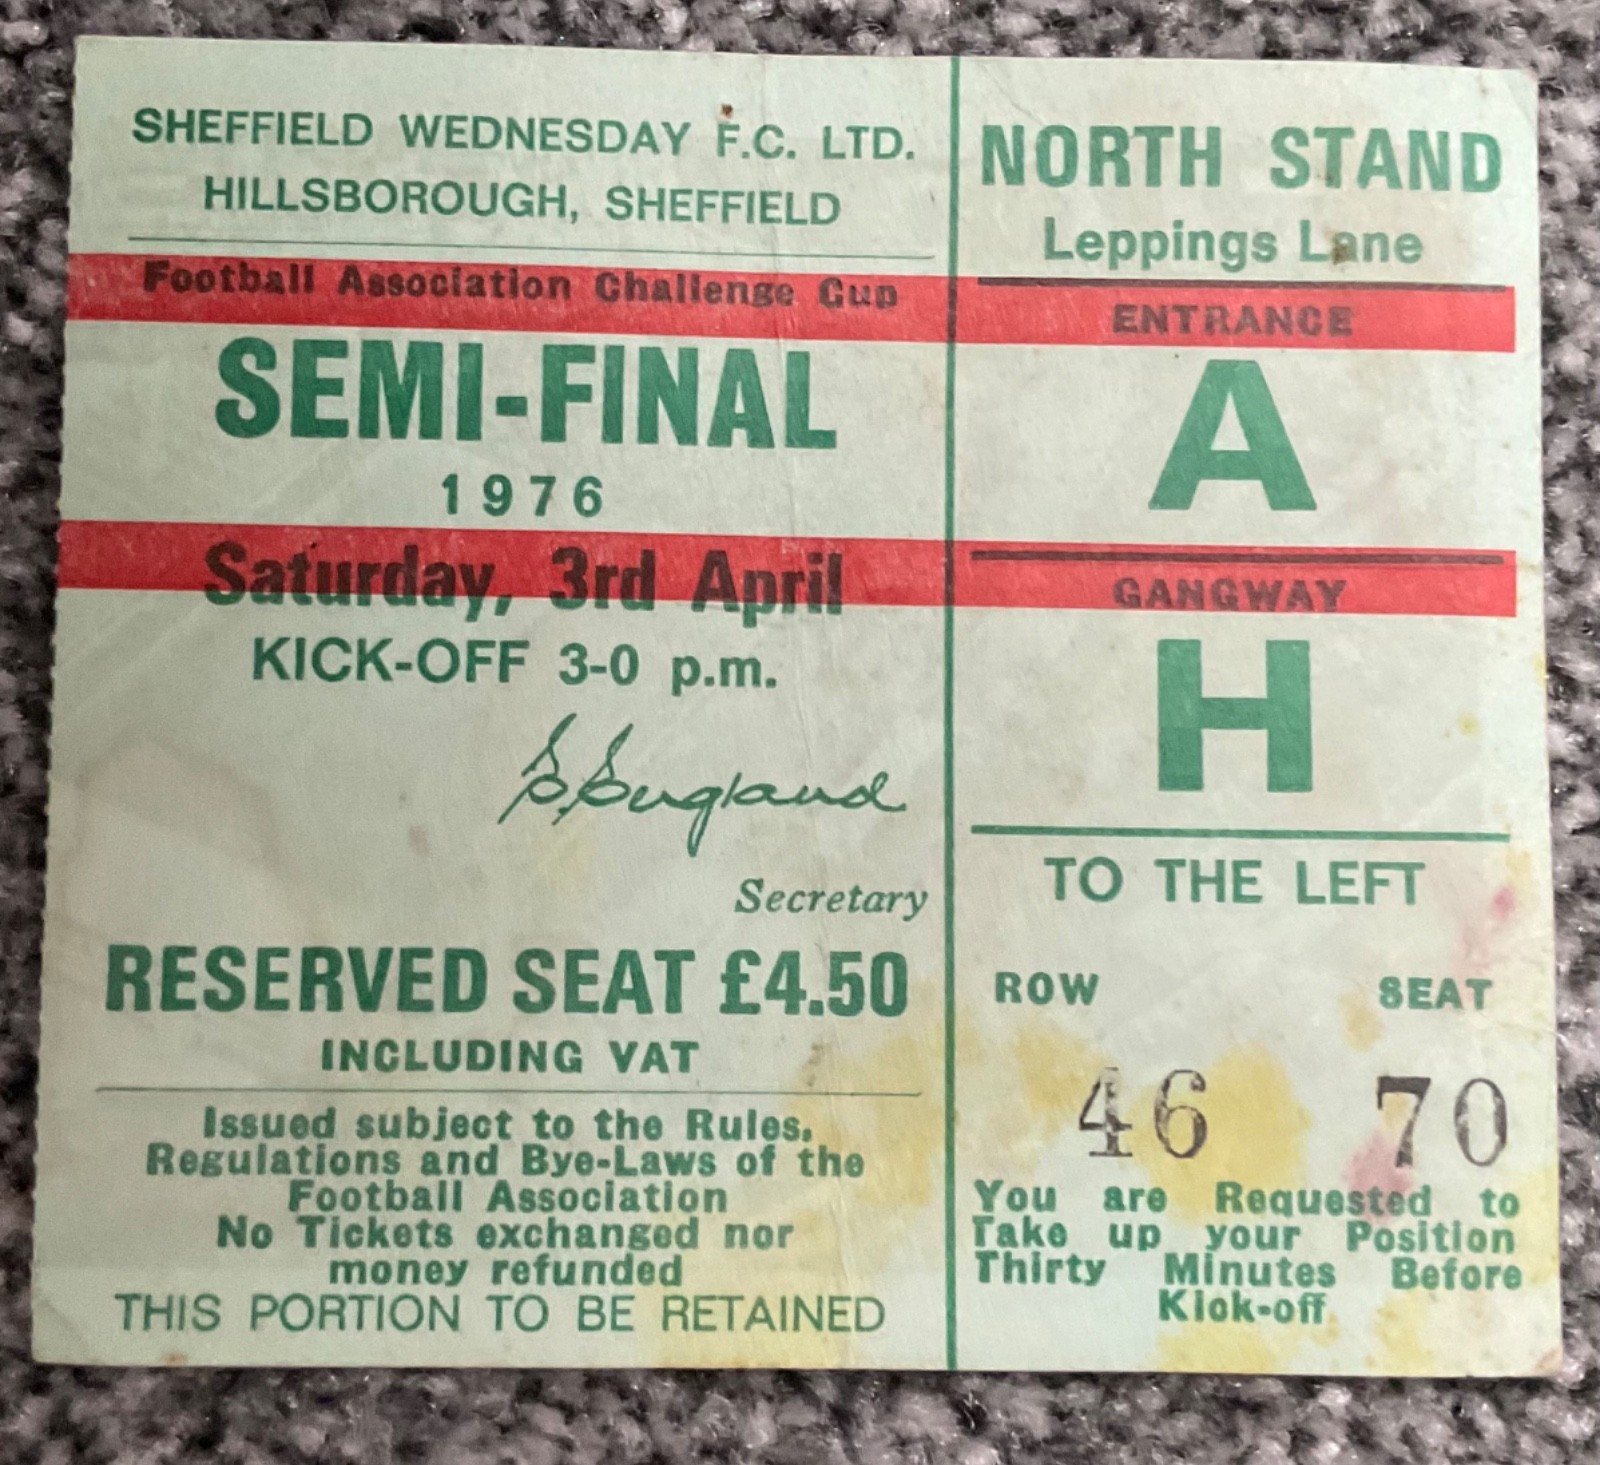 SHEFFIELD WEDNESDAY F.C. LTD.
HILLSBOROUGH, SHEFFIELD
Football Association Challenge Cup
SEMI-FINAL
1976
Saturday, 3rd April
KICK-OFF 3-0 p.m.
S. England
Secretary
RESERVED SEAT £4.50
INCLUDING VAT
Issued subject to the Rules,
Regulations and Bye-Laws of the
Football Association
No Tickets exchanged nor
money refunded
THIS PORTION TO BE RETAINED
NORTH STAND
Leppings Lane
ENTRANCE
A
GANGWAY
H
TO THE LEFT
ROW SEAT
46 70
You are Requested to
Take up your Position
Thirty Minutes Before
Kick-off